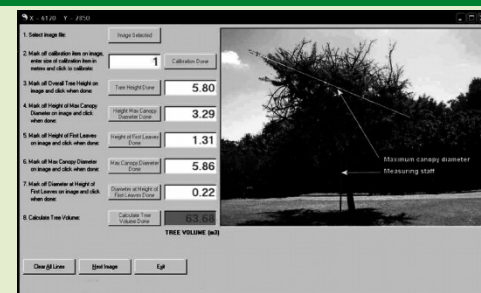 X - 6120 Y - 2850
1. Select image file:
Image Selected
2. Mark off calibration item on image,
enter size of calibration item in
meters and click to calibrate:
1
Calibration Done
3. Mark off Overall Tree Height on
image and click when done:
Tree Height Done
5.80
4. Mark off Height of Max Canopy
Diameter on image and click
when done:
Height Max Canopy
Diameter Done
3.29
5. Mark off Height of First Leaves
on image and click when done:
Height of First Leaves
Done
1.31
6. Mark off Max Canopy Diameter
on image and click when done:
Max Canopy Diameter
Done
5.86
7. Mark off Diameter at Height of
First Leaves on image and click
when done:
Diameter at Height of
First Leaves Done
0.22
8. Calculate Tree Volume:
Calculate Tree
Volume Done
63.68
TREE VOLUME (m3)
Maximum canopy diameter
Measuring staff
Clear All Lines
Next Image
Exit